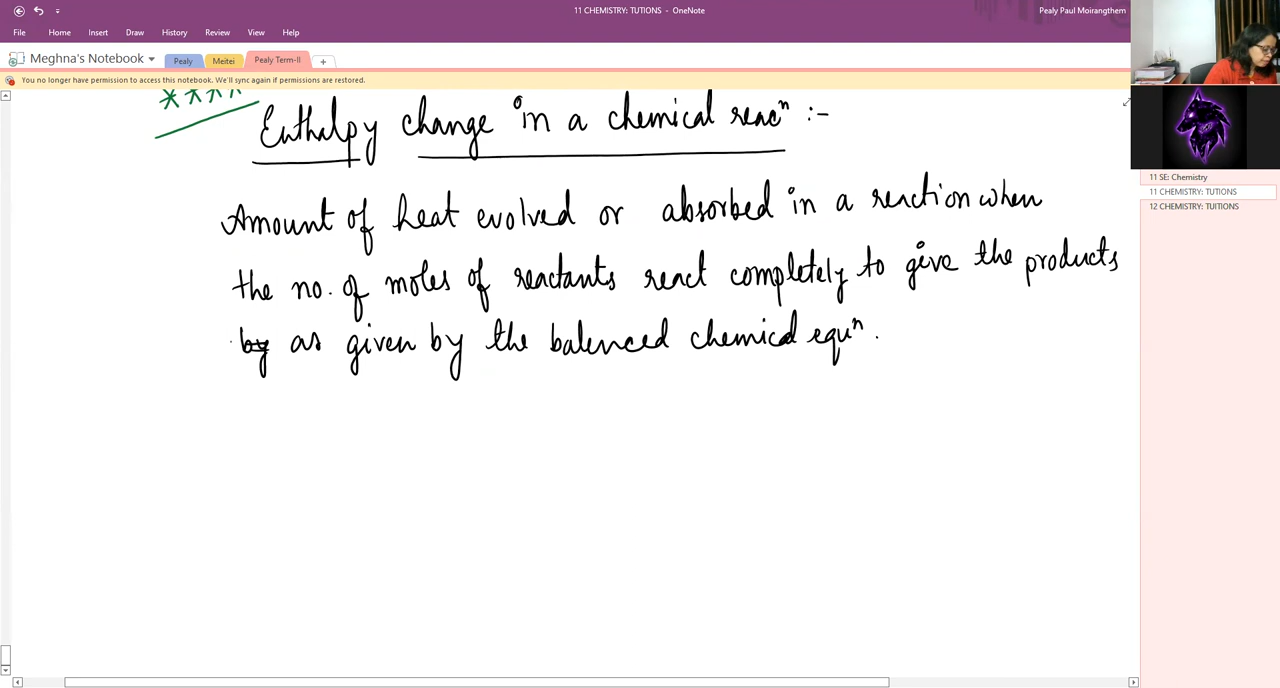 11 CHEMISTRY: TUTIONS - OneNote
Pealy Paul Moirangthem
File Home Insert Draw History Review View Help
Meghna's Notebook Pealy Meitei Pealy Term-II
You no longer have permission to access this notebook. We'll sync again if permissions are restored.
****
Enthalpy change in a chemical reacⁿ :-
Amount of heat evolved or absorbed in a reaction when
the no. of moles of reactants react completely to give the products
by as given by the balenced chemical equⁿ.
11 SE: Chemistry
11 CHEMISTRY: TUTIONS
12 CHEMISTRY: TUITIONS